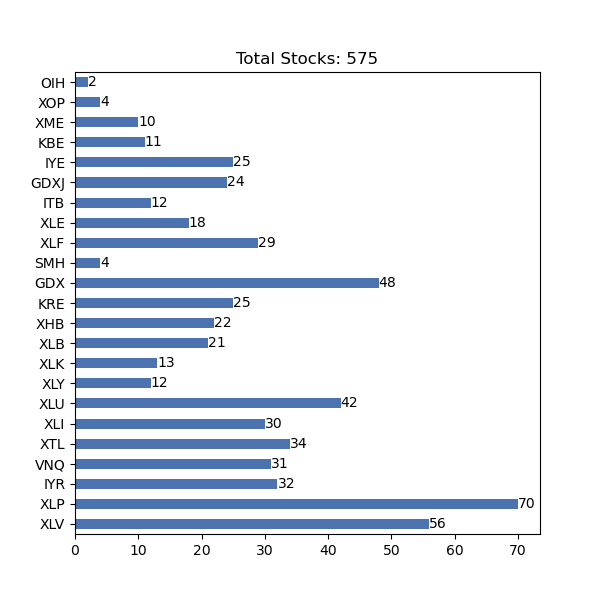 Total Stocks: 575
OIH 2
XOP 4
XME 10
KBE 11
IYE 25
GDXJ 24
ITB 12
XLE 18
XLF 29
SMH 4
GDX 48
KRE 25
XHB 22
XLB 21
XLK 13
XLY 12
XLU 42
XLI 30
XTL 34
VNQ 31
IYR 32
XLP 70
XLV 56
0 10 20 30 40 50 60 70